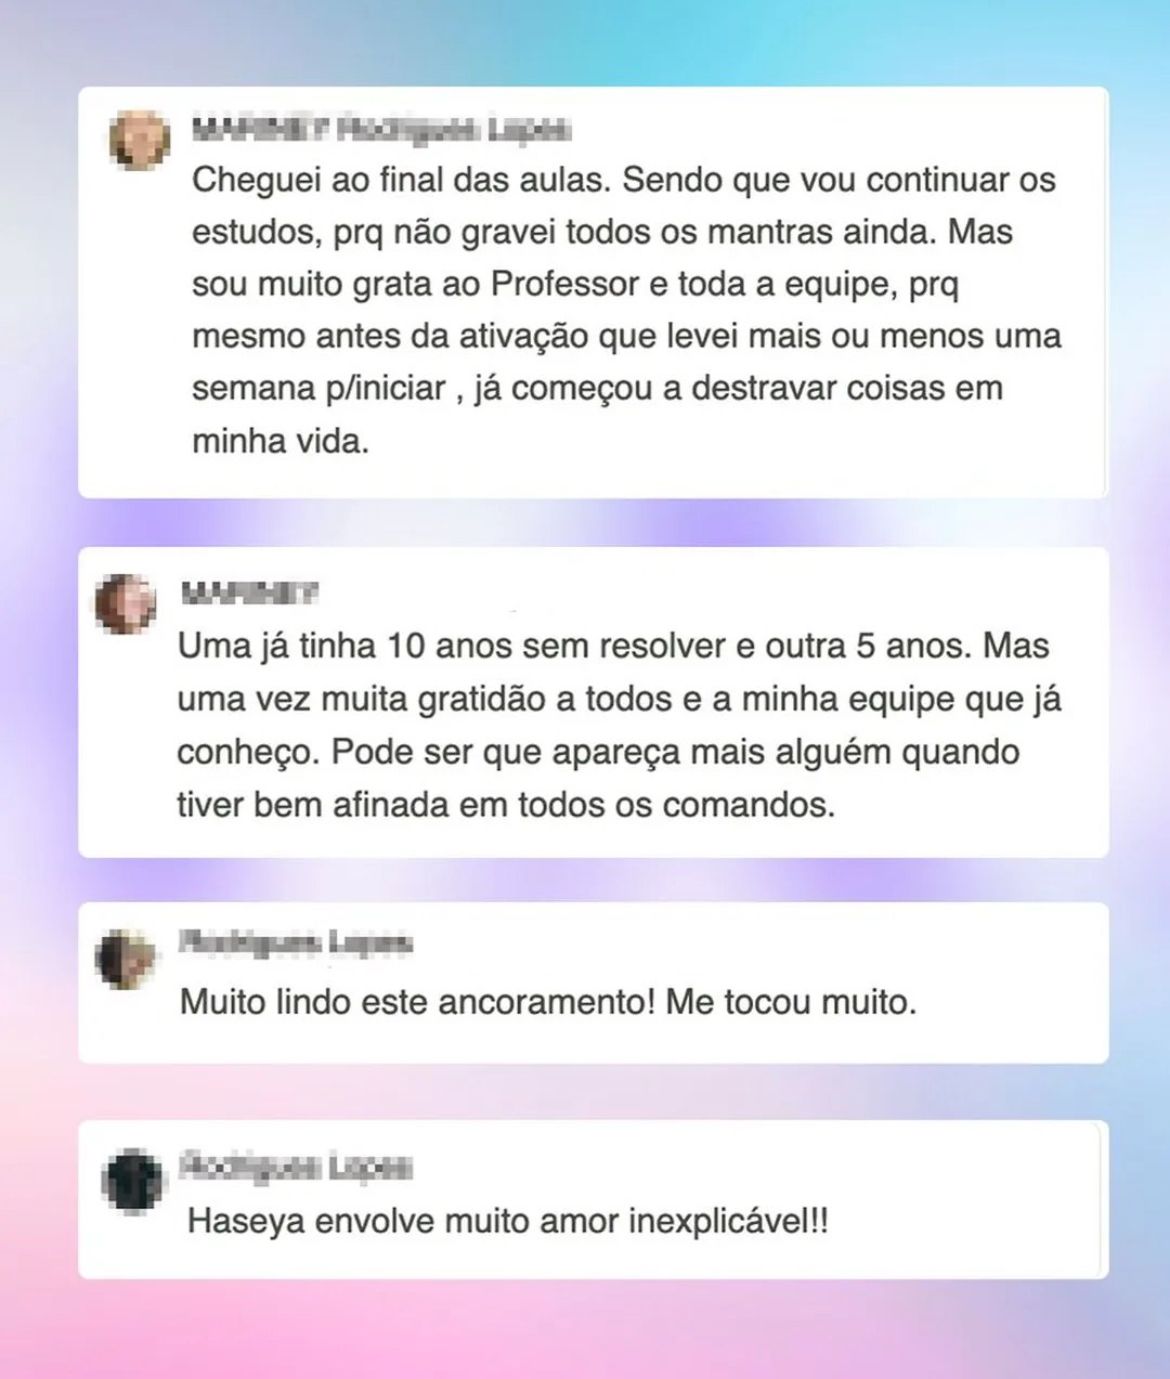 Cheguei ao final das aulas. Sendo que vou continuar os
estudos, prq não gravei todos os mantras ainda. Mas
sou muito grata ao Professor e toda a equipe, prq
mesmo antes da ativação que levei mais ou menos uma
semana p/iniciar , já começou a destravar coisas em
minha vida.
Uma já tinha 10 anos sem resolver e outra 5 anos. Mas
uma vez muita gratidão a todos e a minha equipe que já
conheço. Pode ser que apareça mais alguém quando
tiver bem afinada em todos os comandos.
Muito lindo este ancoramento! Me tocou muito.
Haseya envolve muito amor inexplicável!!